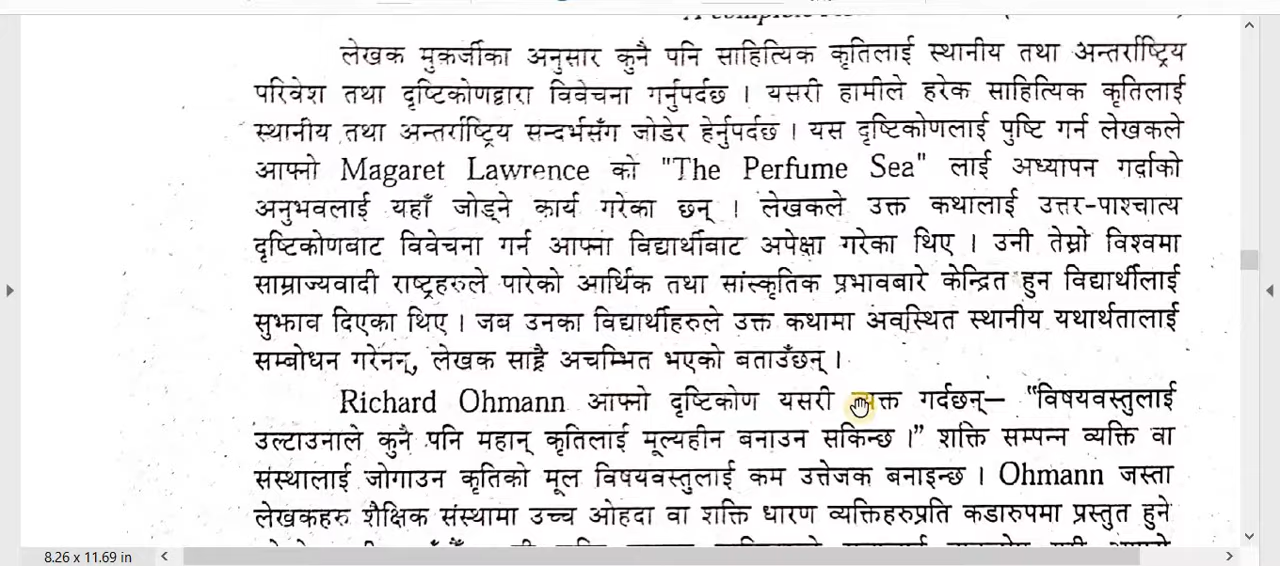 लेखक मुकर्जीका अनुसार कुनै पनि साहित्यिक कृतिलाई स्थानीय तथा अन्तर्राष्ट्रिय
परिवेश तथा दृष्टिकोणद्वारा विवेचना गर्नुपर्दछ । यसरी हामीले हरेक साहित्यिक कृतिलाई
स्थानीय तथा अन्तर्राष्ट्रिय सन्दर्भसँग जोडेर हेर्नुपर्दछ । यस दृष्टिकोणलाई पुष्टि गर्न लेखकले
आफ्नो Magaret Lawrence को "The Perfume Sea" लाई अध्यापन गर्दाको
अनुभवलाई यहाँ जोड्ने कार्य गरेका छन् । लेखकले उक्त कथालाई उत्तर-पाश्चात्य
दृष्टिकोणबाट विवेचना गर्न आफ्ना विद्यार्थीबाट अपेक्षा गरेका थिए । उनी तेस्रो विश्वमा
साम्राज्यवादी राष्ट्रहरुले पारेको आर्थिक तथा सांस्कृतिक प्रभावबारे केन्द्रित हुन विद्यार्थीलाई
सुझाव दिएका थिए । जब उनका विद्यार्थीहरुले उक्त कथामा अवस्थित स्थानीय यथार्थतालाई
सम्बोधन गरेनन्, लेखक साह्रै अचम्भित भएको बताउँछन् ।
Richard Ohmann आफ्नो दृष्टिकोण यसरी गर्दछन्– “विषयवस्तुलाई
उल्टाउनाले कुनै पनि महान् कृतिलाई मूल्यहीन बनाउन सकिन्छ ।” शक्ति सम्पन्न व्यक्ति वा
संस्थालाई जोगाउन कृतिको मूल विषयवस्तुलाई कम उत्तेजक बनाइन्छ । Ohmann जस्ता
लेखकहरु शैक्षिक संस्थामा उच्च ओहदा वा शक्ति धारण व्यक्तिहरुप्रति कडारुपमा प्रस्तुत हुने
8.26 x 11.69 in